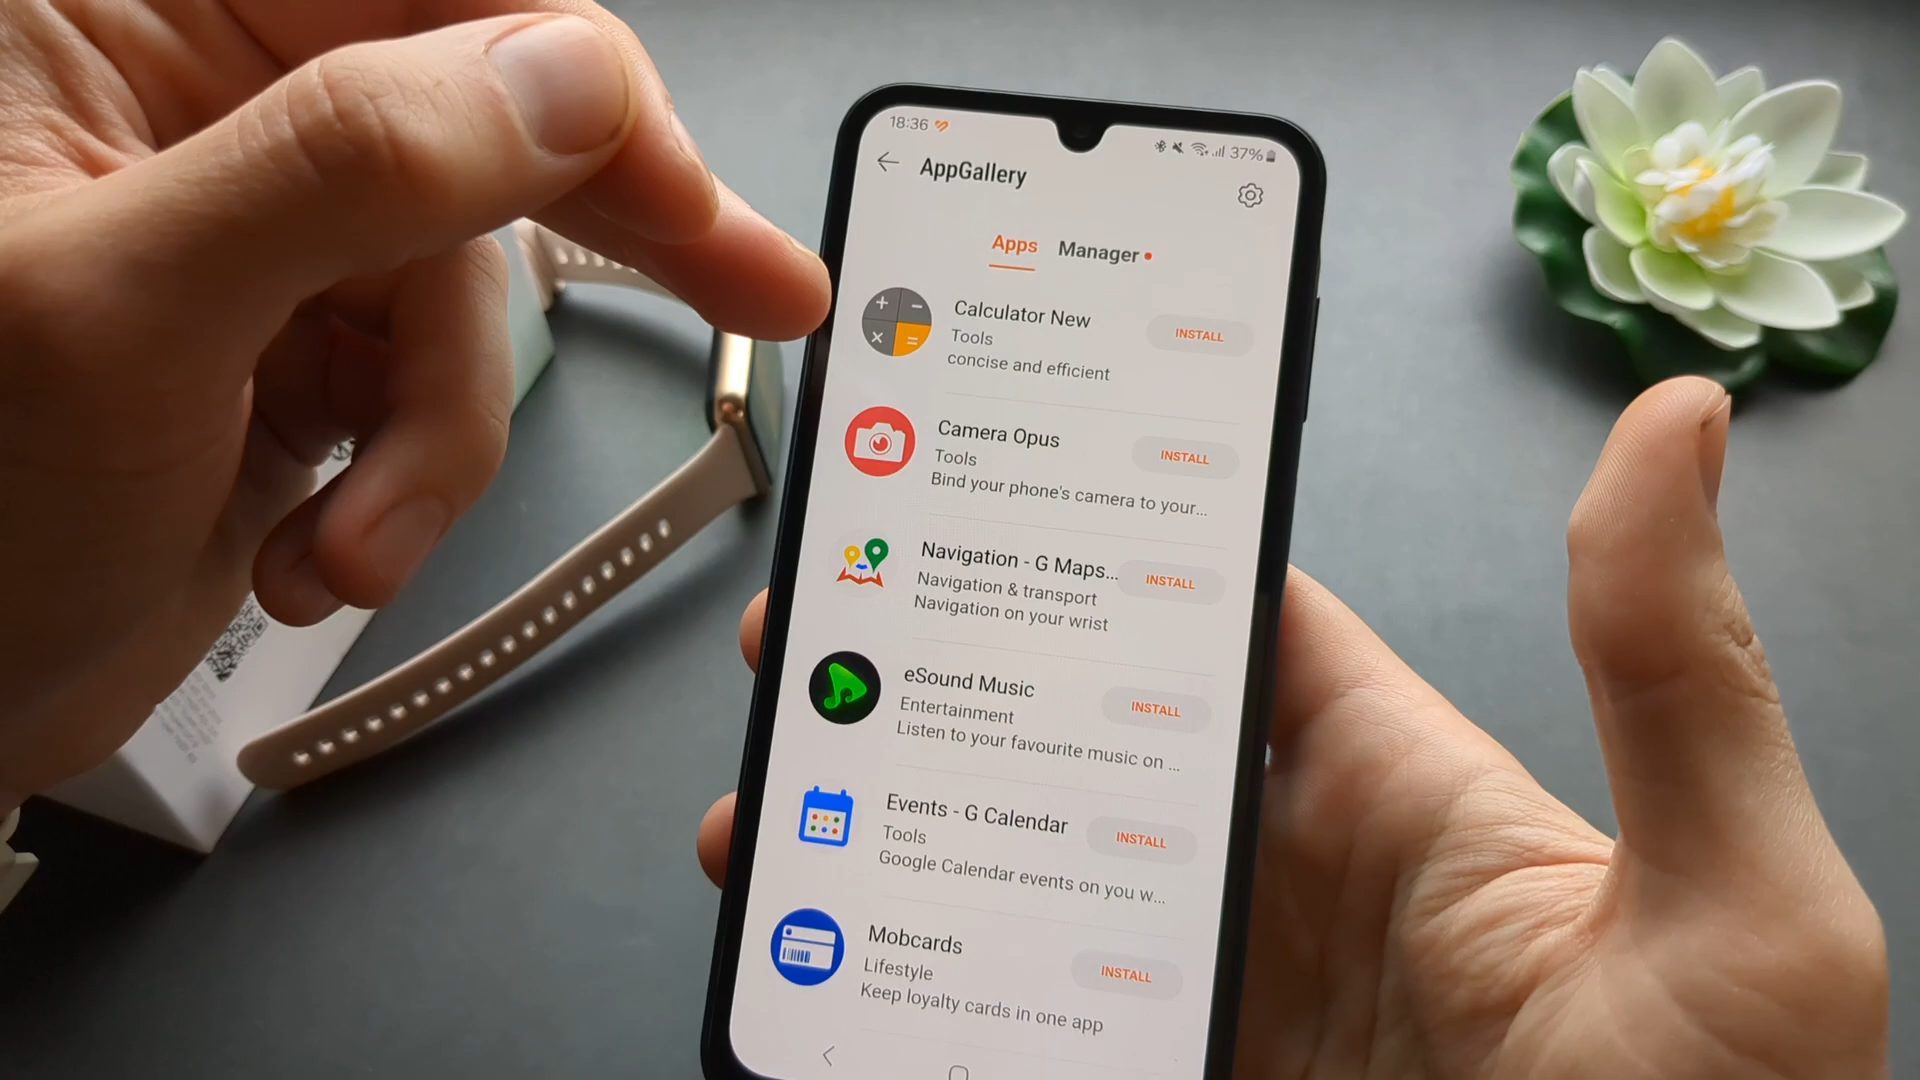 18:36
37%
AppGallery
Apps
Manager
Calculator New
Tools
concise and efficient
INSTALL
Camera Opus
Tools
Bind your phone's camera to your...
INSTALL
Navigation - G Maps...
Navigation & transport
Navigation on your wrist
INSTALL
eSound Music
Entertainment
Listen to your favourite music on ...
INSTALL
Events - G Calendar
Tools
Google Calendar events on you w...
INSTALL
Mobcards
Lifestyle
Keep loyalty cards in one app
INSTALL